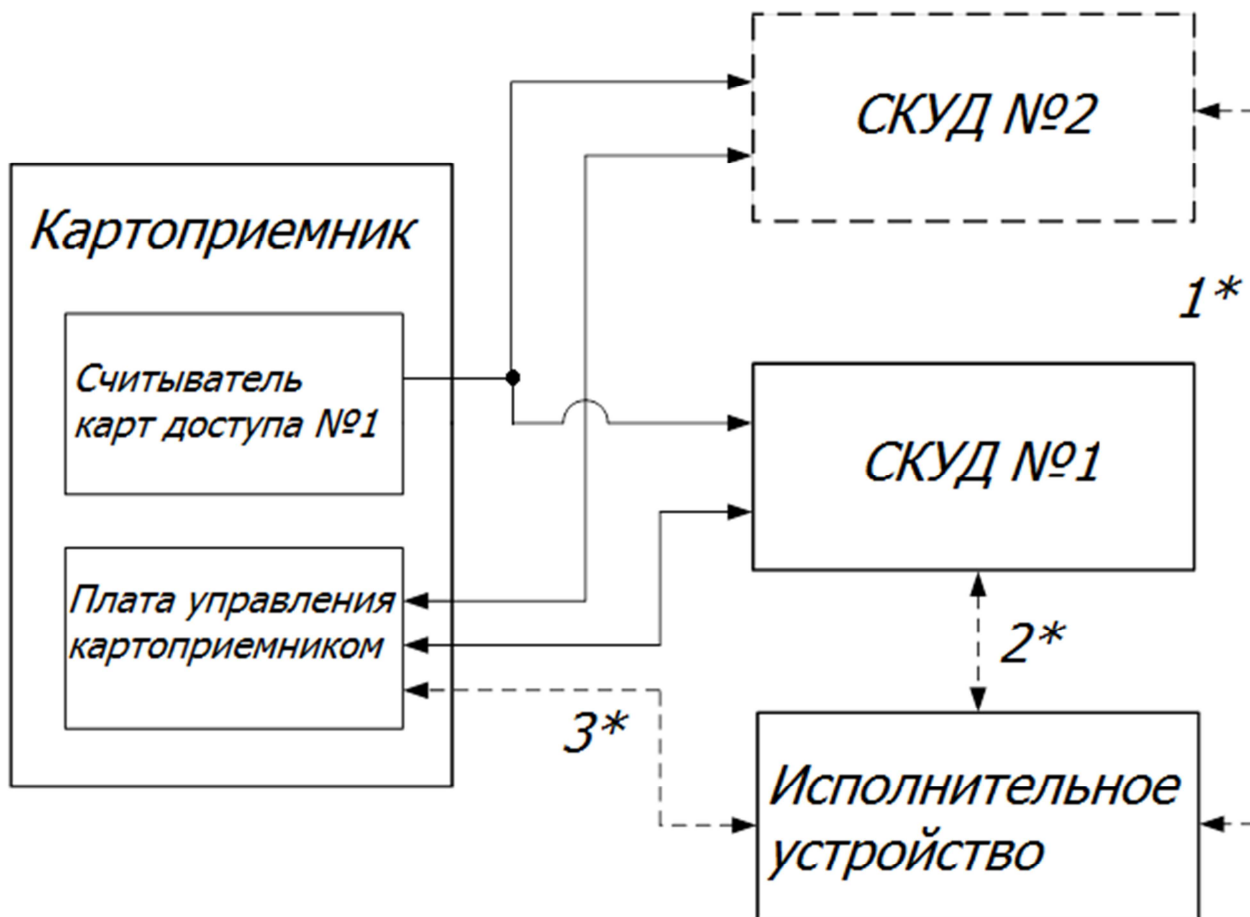 СКУД №2
Картоприемник
1*
Считыватель
карт доступа №1
СКУД №1
Плата управления
картоприемником
2*
3*
Исполнительное
устройство